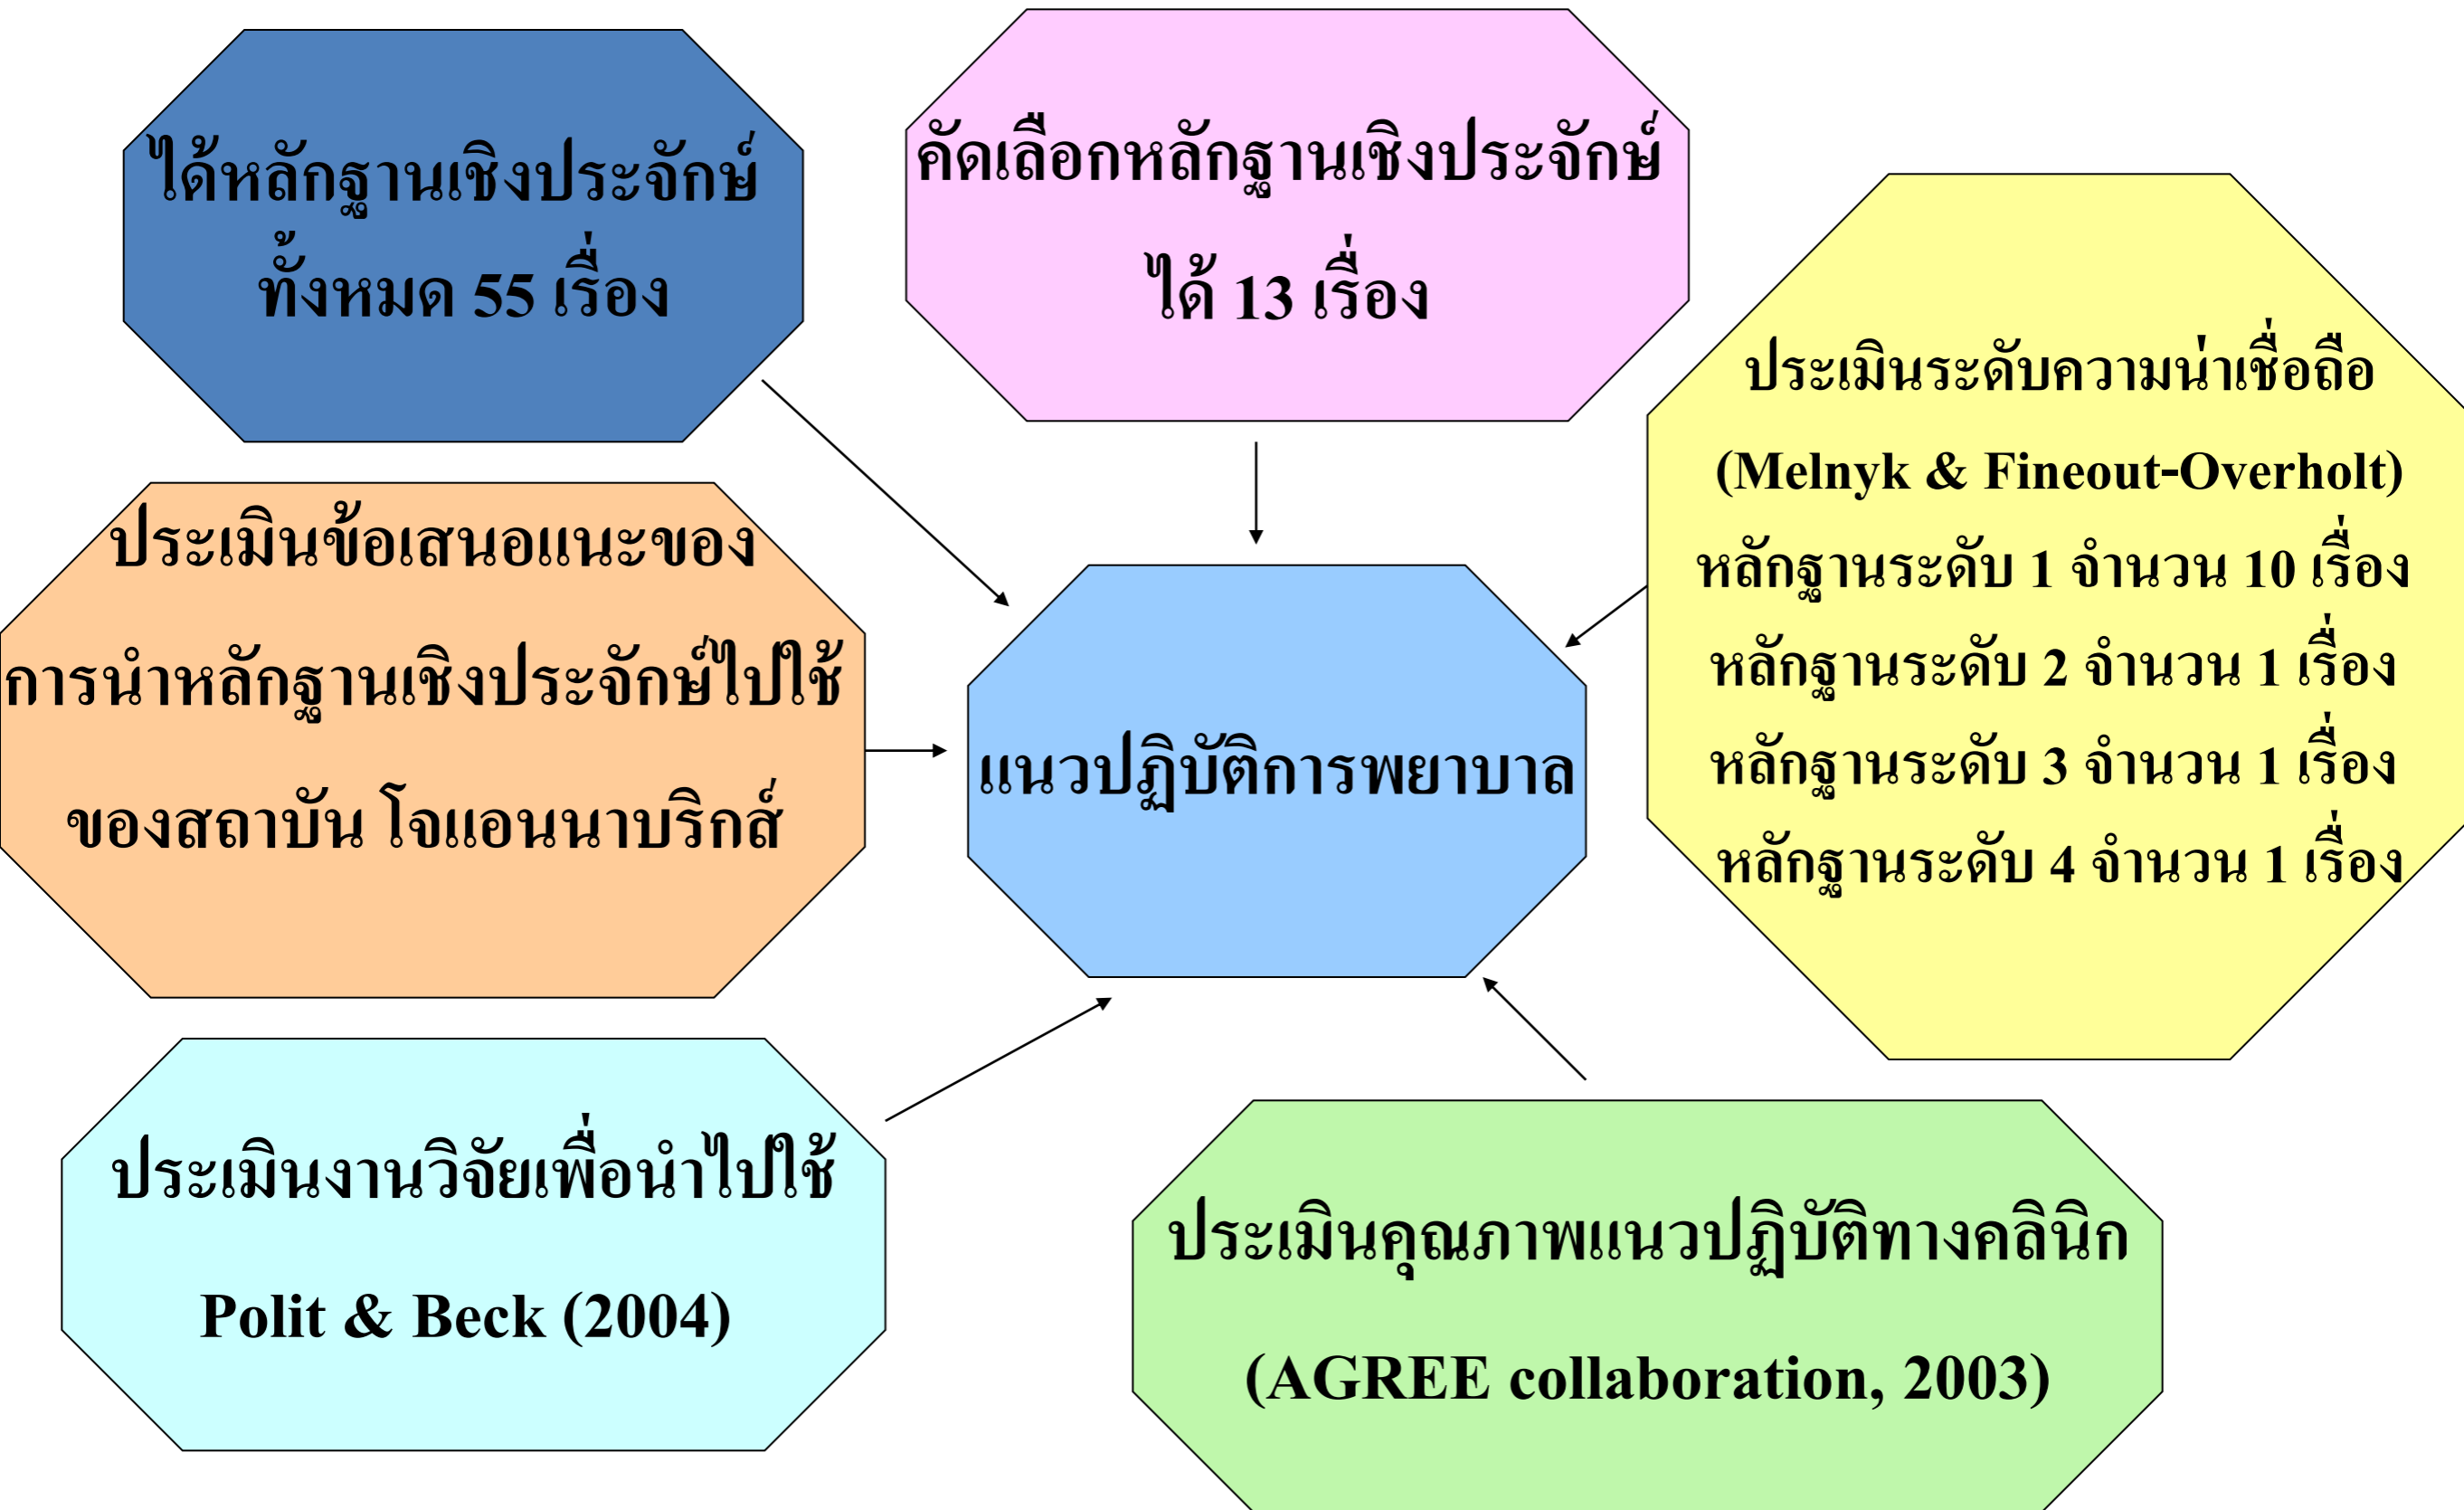 ได้หลักฐานเชิงประจักษ์
ทั้งหมด 55 เรื่อง
คัดเลือกหลักฐานเชิงประจักษ์
ได้ 13 เรื่อง
ประเมินระดับความน่าเชื่อถือ
(Melnyk & Fineout-Overholt)
หลักฐานระดับ 1 จำนวน 10 เรื่อง
หลักฐานระดับ 2 จำนวน 1 เรื่อง
หลักฐานระดับ 3 จำนวน 1 เรื่อง
หลักฐานระดับ 4 จำนวน 1 เรื่อง
ประเมินข้อเสนอแนะของ
การนำหลักฐานเชิงประจักษ์ไปใช้
ของสถาบัน โจแอนนาบริกส์
แนวปฏิบัติการพยาบาล
ประเมินงานวิจัยเพื่อนำไปใช้
Polit & Beck (2004)
ประเมินคุณภาพแนวปฏิบัติทางคลินิก
(AGREE collaboration, 2003)